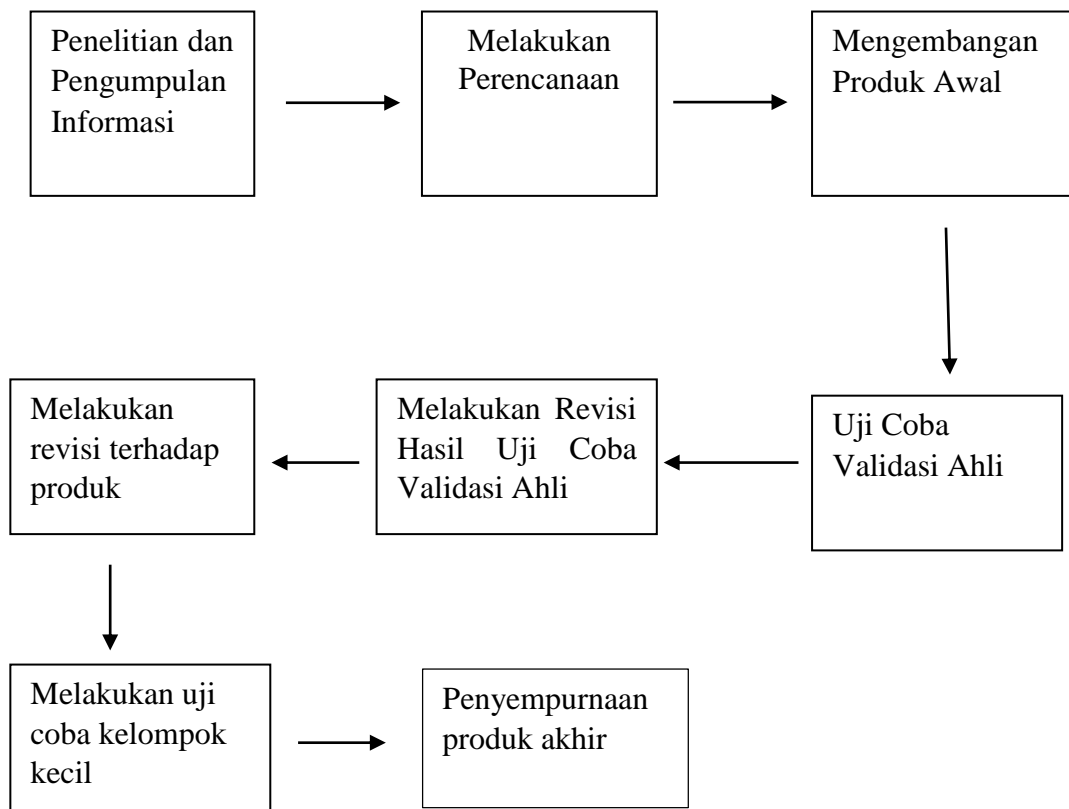 Penelitian dan
Pengumpulan
Informasi
Melakukan
Perencanaan
Mengembangan
Produk Awal
Uji Coba
Validasi Ahli
Melakukan Revisi
Hasil Uji Coba
Validasi Ahli
Melakukan
revisi terhadap
produk
Melakukan uji
coba kelompok
kecil
Penyempurnaan
produk akhir